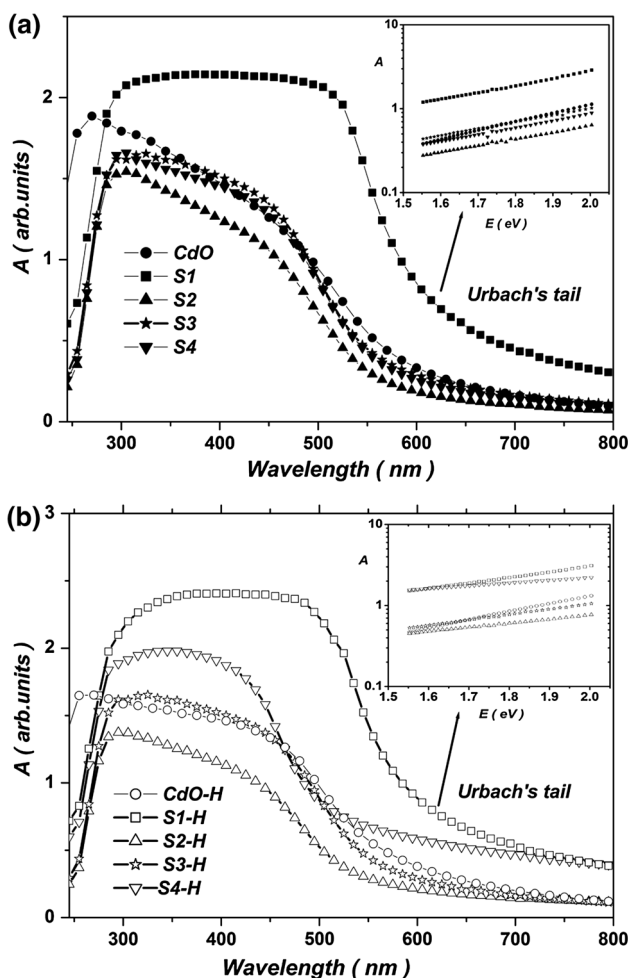 (a)
A ( arb.units)
2
1
0
300
400
500
600
700
800
Wavelength ( nm )
CdO
S1
S2
S3
S4
Urbach's tail
A
10
1
0.1
1.5
1.6
1.7
1.8
1.9
2.0
E ( eV )
(b)
A ( arb.units)
3
2
1
0
300
400
500
600
700
800
Wavelength ( nm )
CdO-H
S1-H
S2-H
S3-H
S4-H
Urbach's tail
A
10
1
0.1
1.5
1.6
1.7
1.8
1.9
2.0
E ( eV )